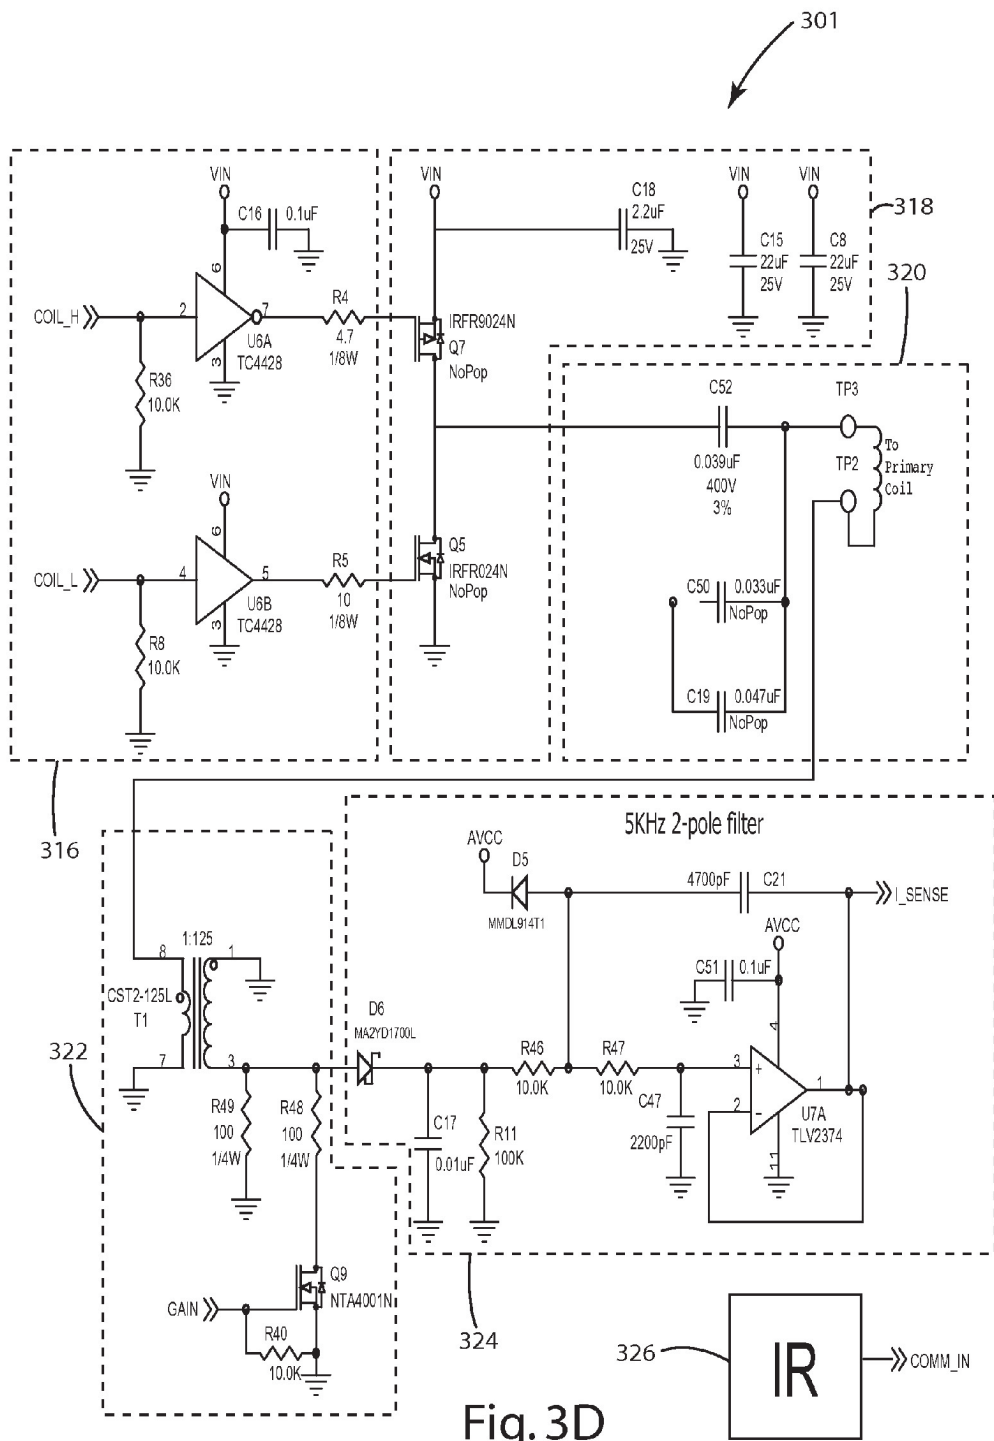 301
VIN
C16
0.1uF
6
COIL_H
2
7
U6A
TC4428
3
R36
10.0K
R4
4.7
1/8W
VIN
6
COIL_L
4
5
U6B
TC4428
3
R8
10.0K
R5
10
1/8W
316
VIN
C18
2.2uF
25V
VIN
C15
22uF
25V
VIN
C8
22uF
25V
318
IRFR9024N
Q7
NoPop
Q5
IRFR024N
NoPop
320
C52
0.039uF
400V
3%
TP3
TP2
To
Primary
Coil
C50
0.033uF
NoPop
C19
0.047uF
NoPop
5KHz 2-pole filter
AVCC
D5
MMDL914T1
4700pF
C21
I_SENSE
AVCC
C51
0.1uF
4
1:125
8
1
CST2-125L
T1
7
3
322
R49
100
1/4W
R48
100
1/4W
D6
MA2YD1700L
C17
0.01uF
R11
100K
R46
10.0K
R47
10.0K
C47
2200pF
3
+
2
-
1
U7A
TLV2374
11
Q9
NTA4001N
GAIN
R40
10.0K
324
326
IR
COMM_IN
Fig. 3D